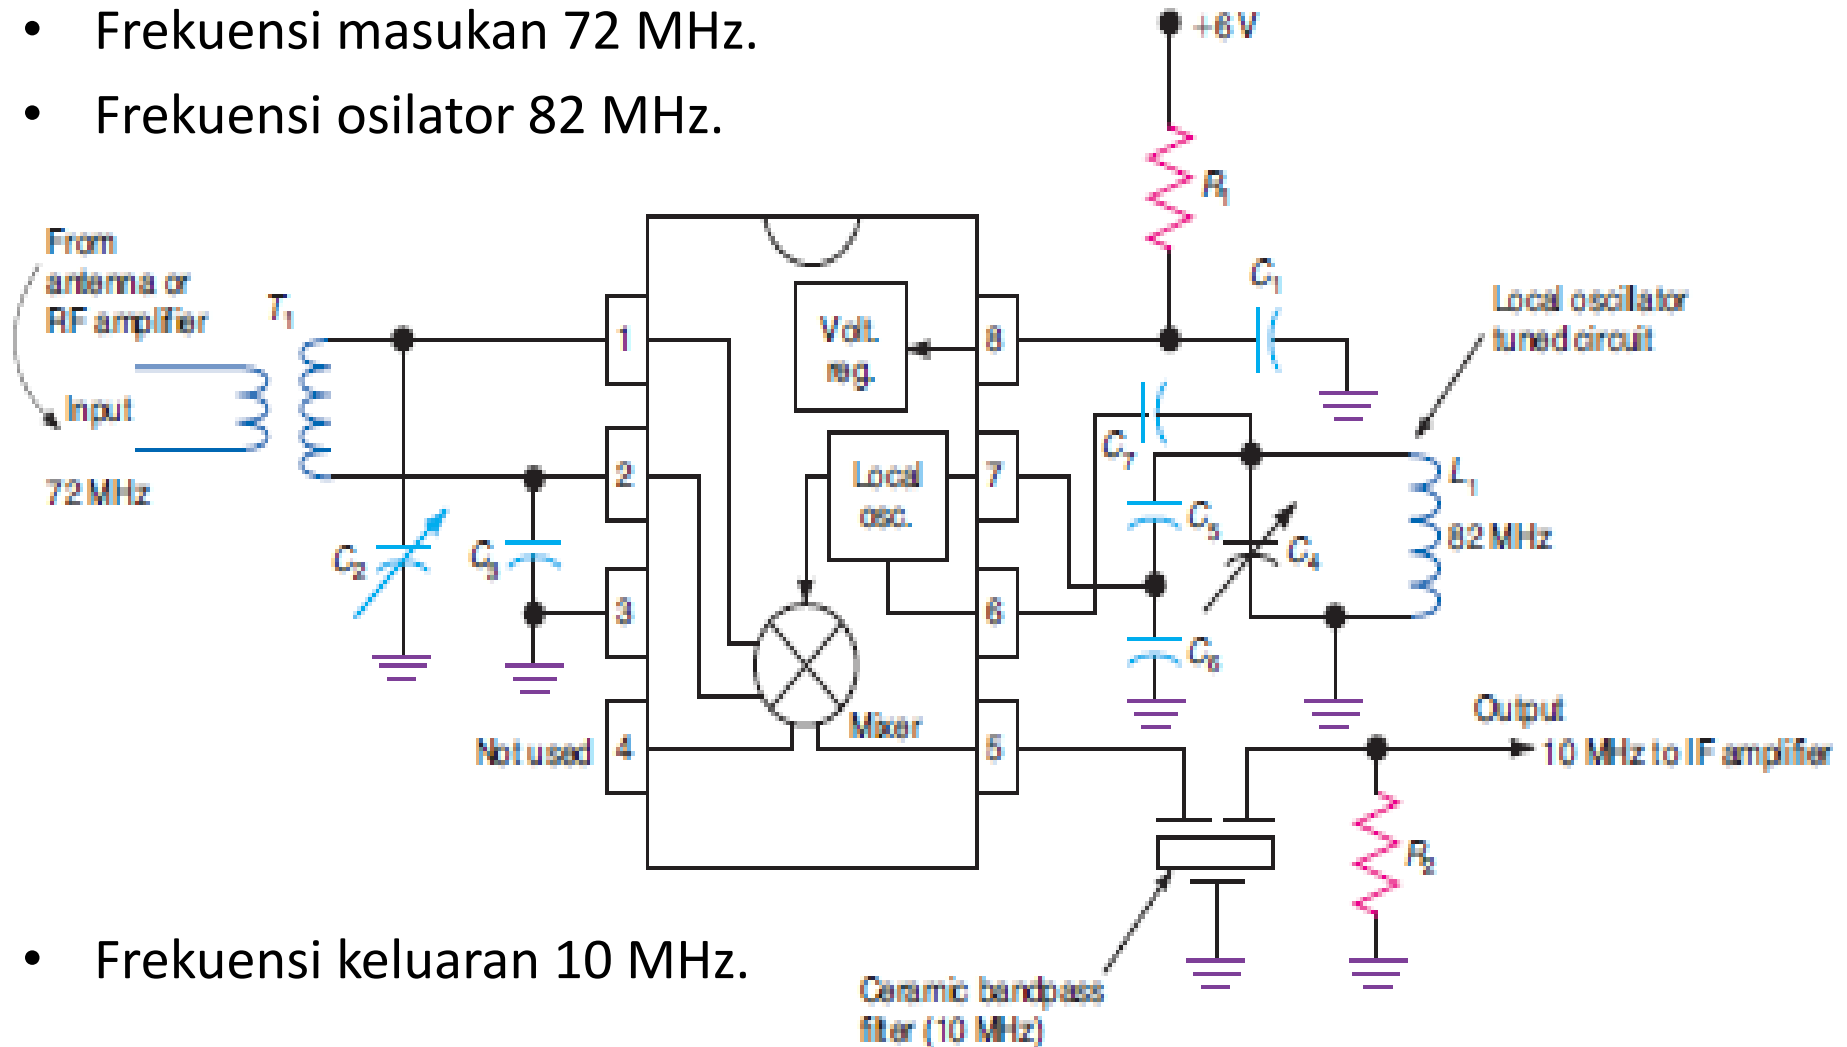 • Frekuensi masukan 72 MHz.
• Frekuensi osilator 82 MHz.
+6 V
R1
From
antenna or
RF amplifier
T1
Input
72 MHz
C2
C3
1
2
3
4
Not used
Volt.
reg.
Local
osc.
Mixer
8
7
6
5
C1
C7
C5
C4
C6
Local oscillator
tuned circuit
L1
82 MHz
Output
10 MHz to IF amplifier
R2
• Frekuensi keluaran 10 MHz.
Ceramic bandpass
filter (10 MHz)